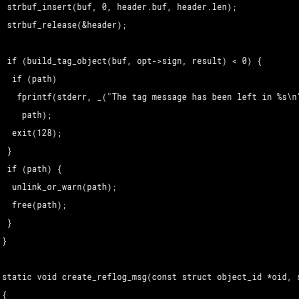 strbuf_insert(buf, 0, header.buf, header.len);
strbuf_release(&header);
if (build_tag_object(buf, opt->sign, result) < 0) {
if (path)
fprintf(stderr, _("The tag message has been left in %s\n"
path);
exit(128);
}
if (path) {
unlink_or_warn(path);
free(path);
}
}
static void create_reflog_msg(const struct object_id *oid,
{